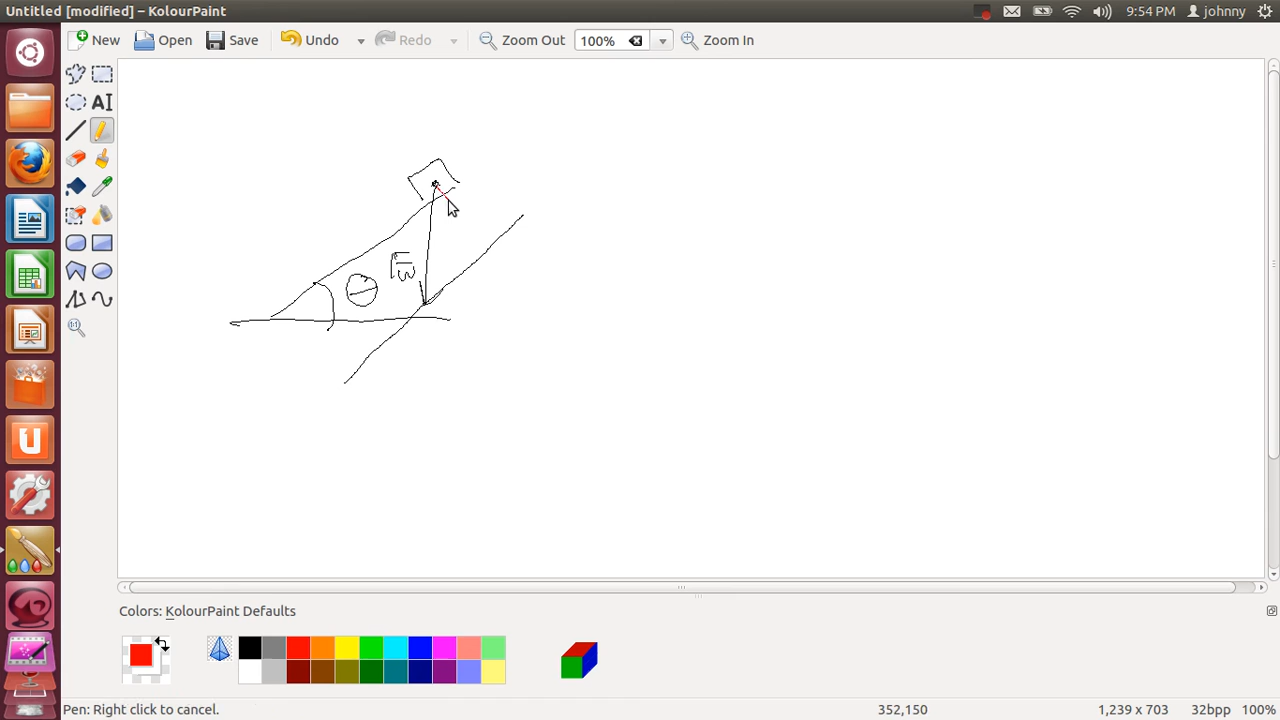 Untitled [modified] – KolourPaint
9:54 PM
johnny
New
Open
Save
Undo
Redo
Zoom Out
100%
Zoom In
AI
θ
Colors: KolourPaint Defaults
Pen: Right click to cancel.
352,150
1,239 x 703
32bpp
100%